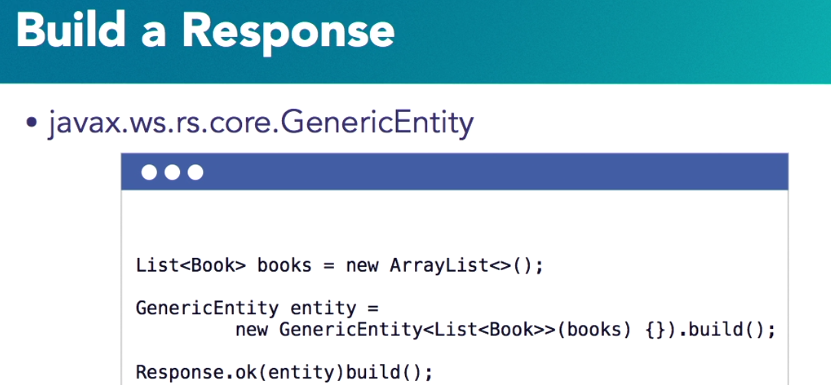 Build a Response
• javax.ws.rs.core.GenericEntity
List<Book> books = new ArrayList<>();
GenericEntity entity =
new GenericEntity<List<Book>>(books) {}).build();
Response.ok(entity)build();